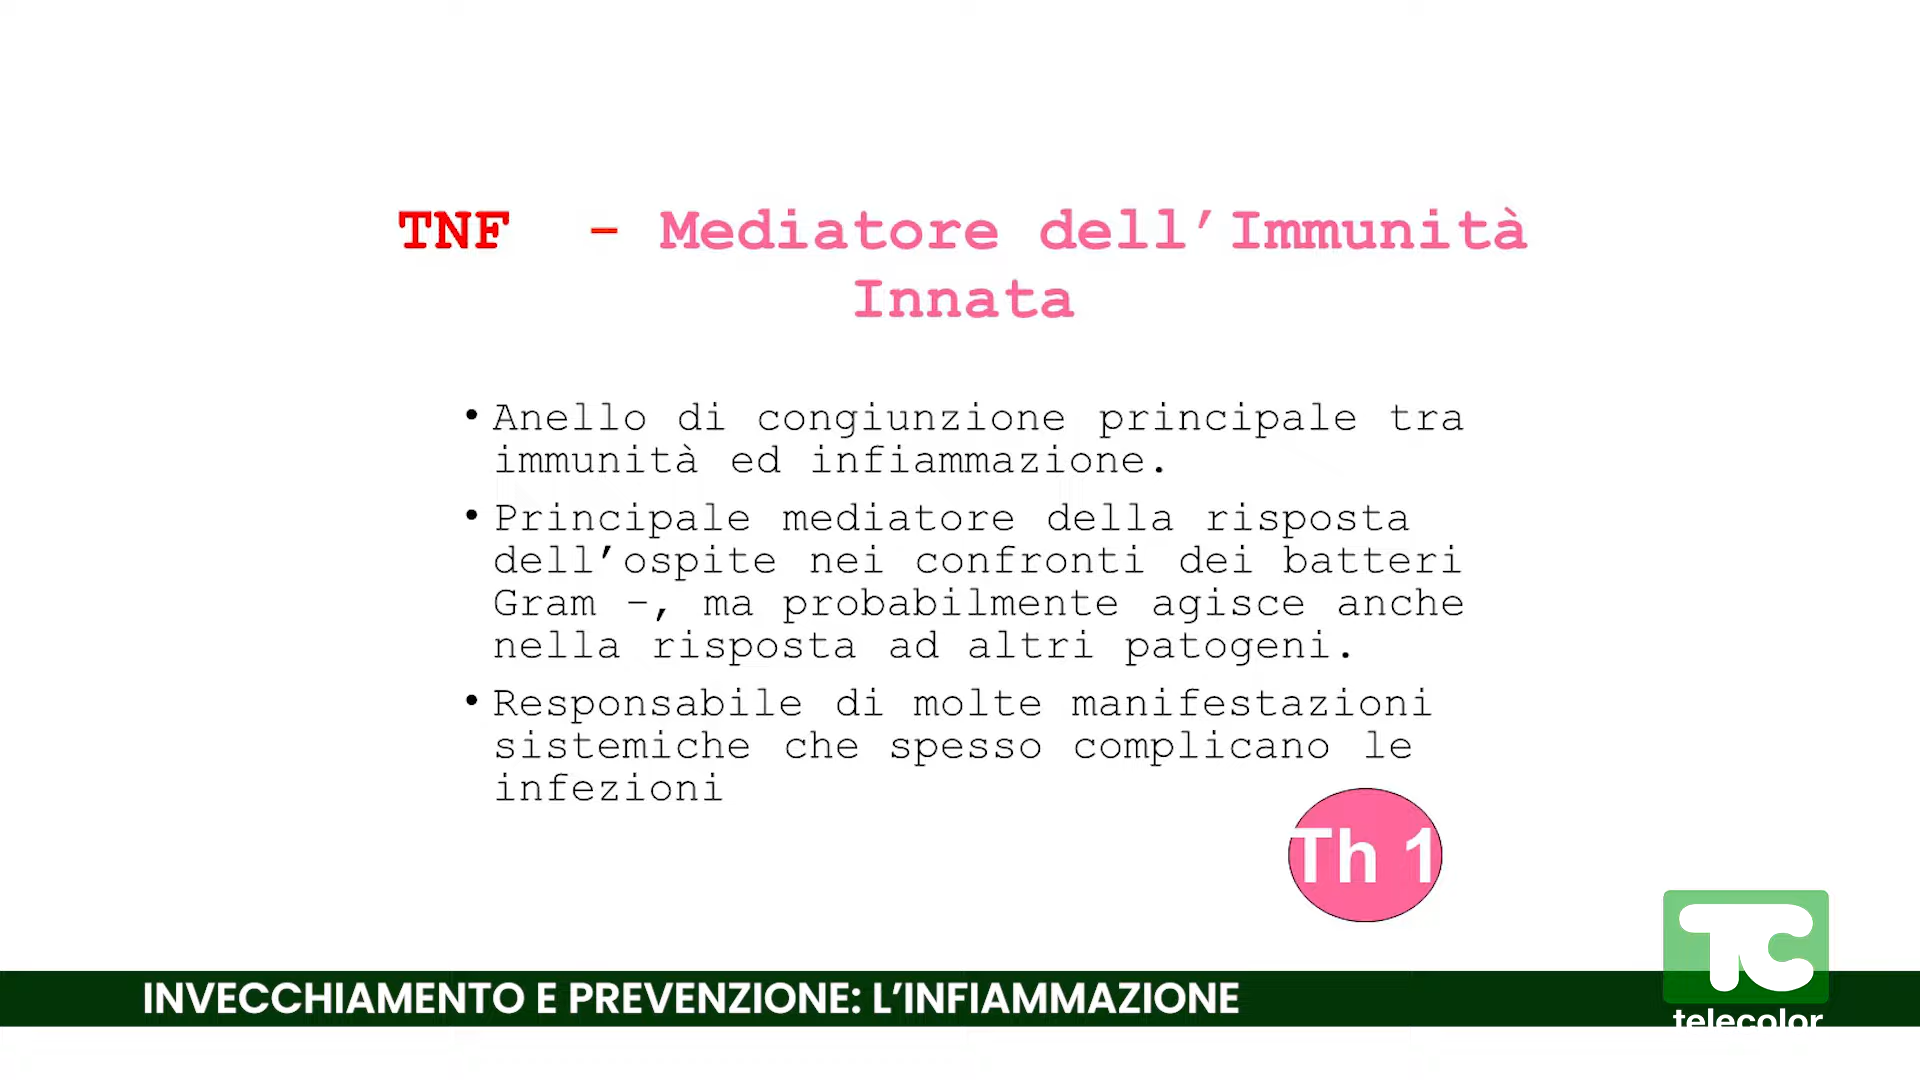 TNF - Mediatore dell’Immunità
Innata
• Anello di congiunzione principale tra
immunità ed infiammazione.
• Principale mediatore della risposta
dell’ospite nei confronti dei batteri
Gram –, ma probabilmente agisce anche
nella risposta ad altri patogeni.
• Responsabile di molte manifestazioni
sistemiche che spesso complicano le
infezioni
Th 1
TC
INVECCHIAMENTO E PREVENZIONE: L’INFIAMMAZIONE
telecolor